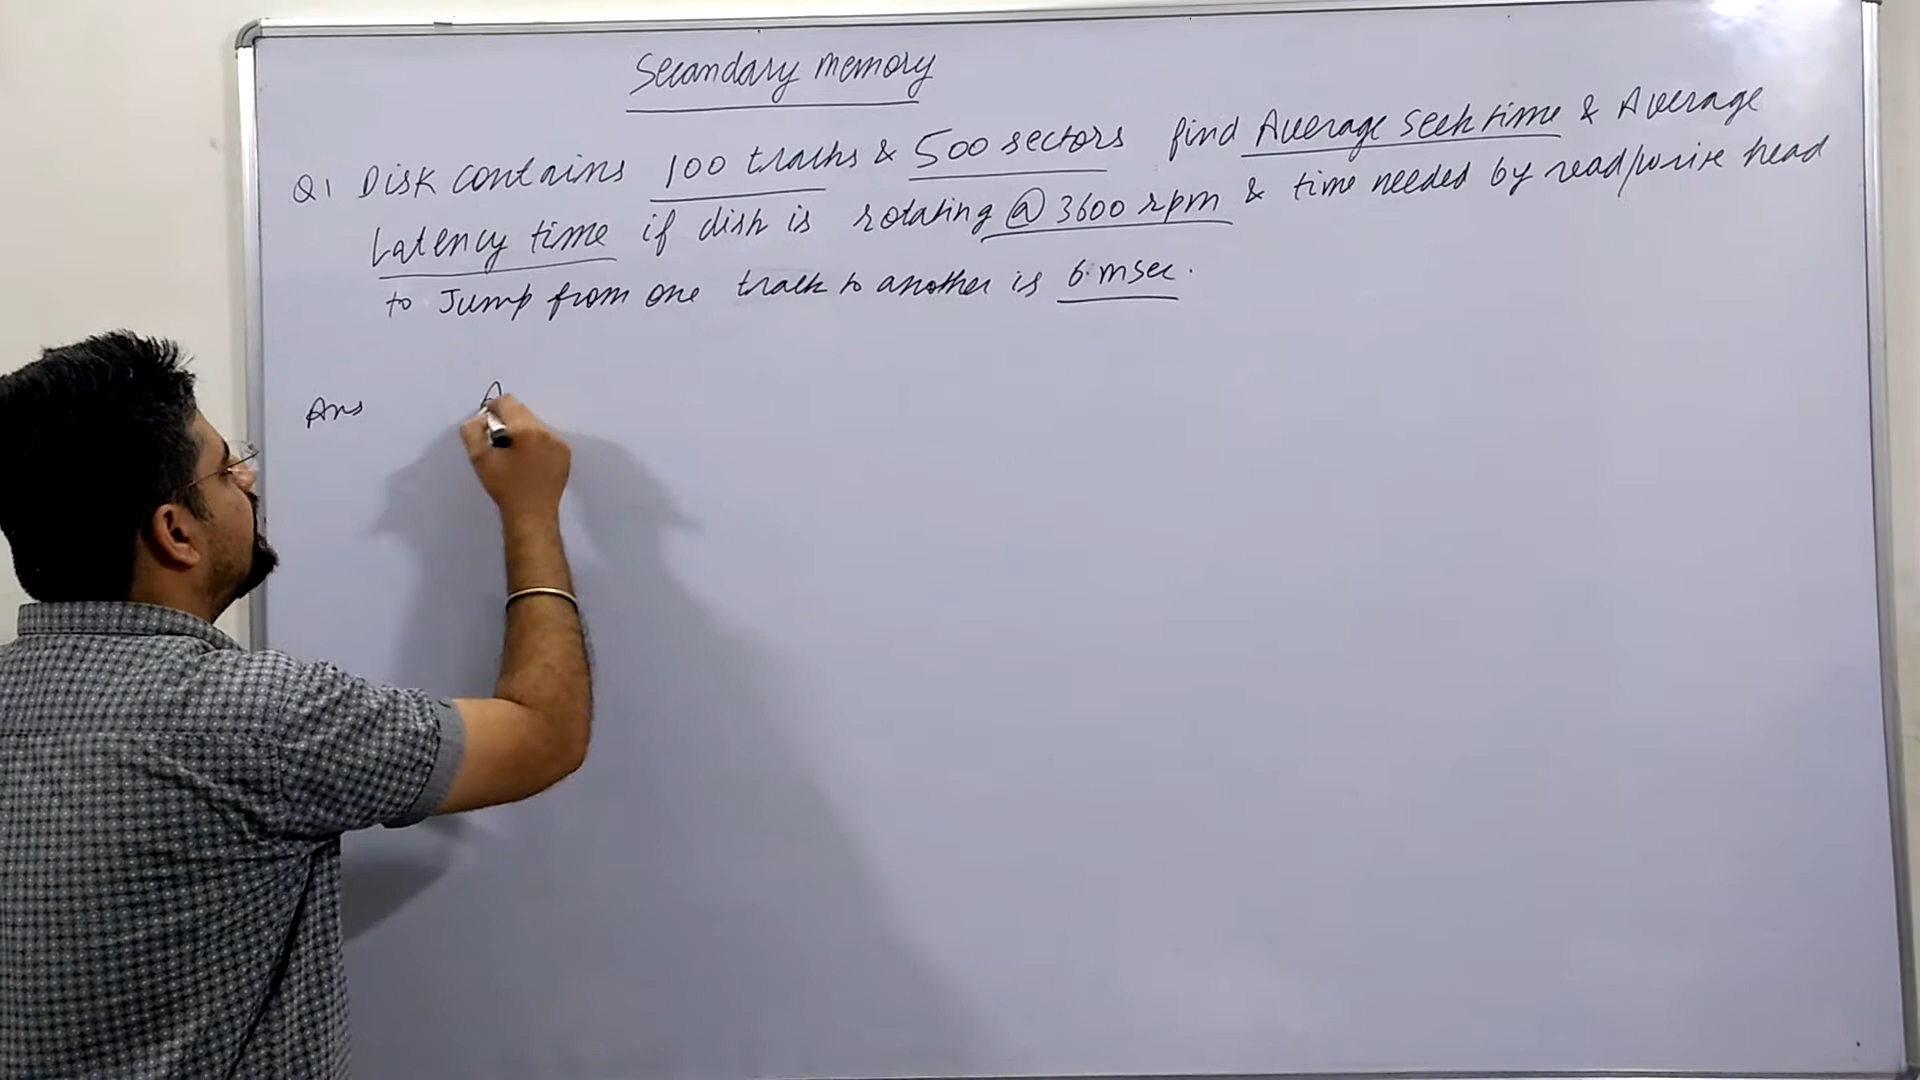 Secondary memory
Q1 Disk contains 100 tracks & 500 sectors find Average Seek time & Average
Latency time if disk is rotating @ 3600 rpm & time needed by read/write head
to Jump from one track to another is 6 msec.
Ans A